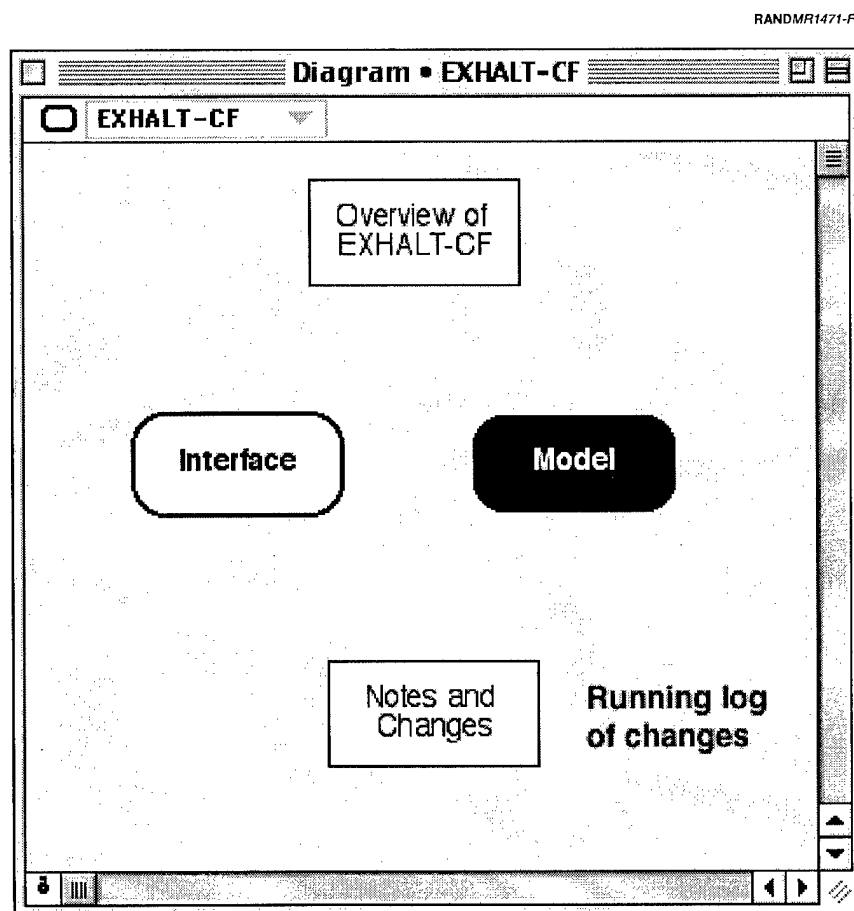 RANDMR1471-F
Diagram • EXHALT-CF
EXHALT-CF
Overview of
EXHALT-CF
Interface
Model
Notes and
Changes
Running log
of changes